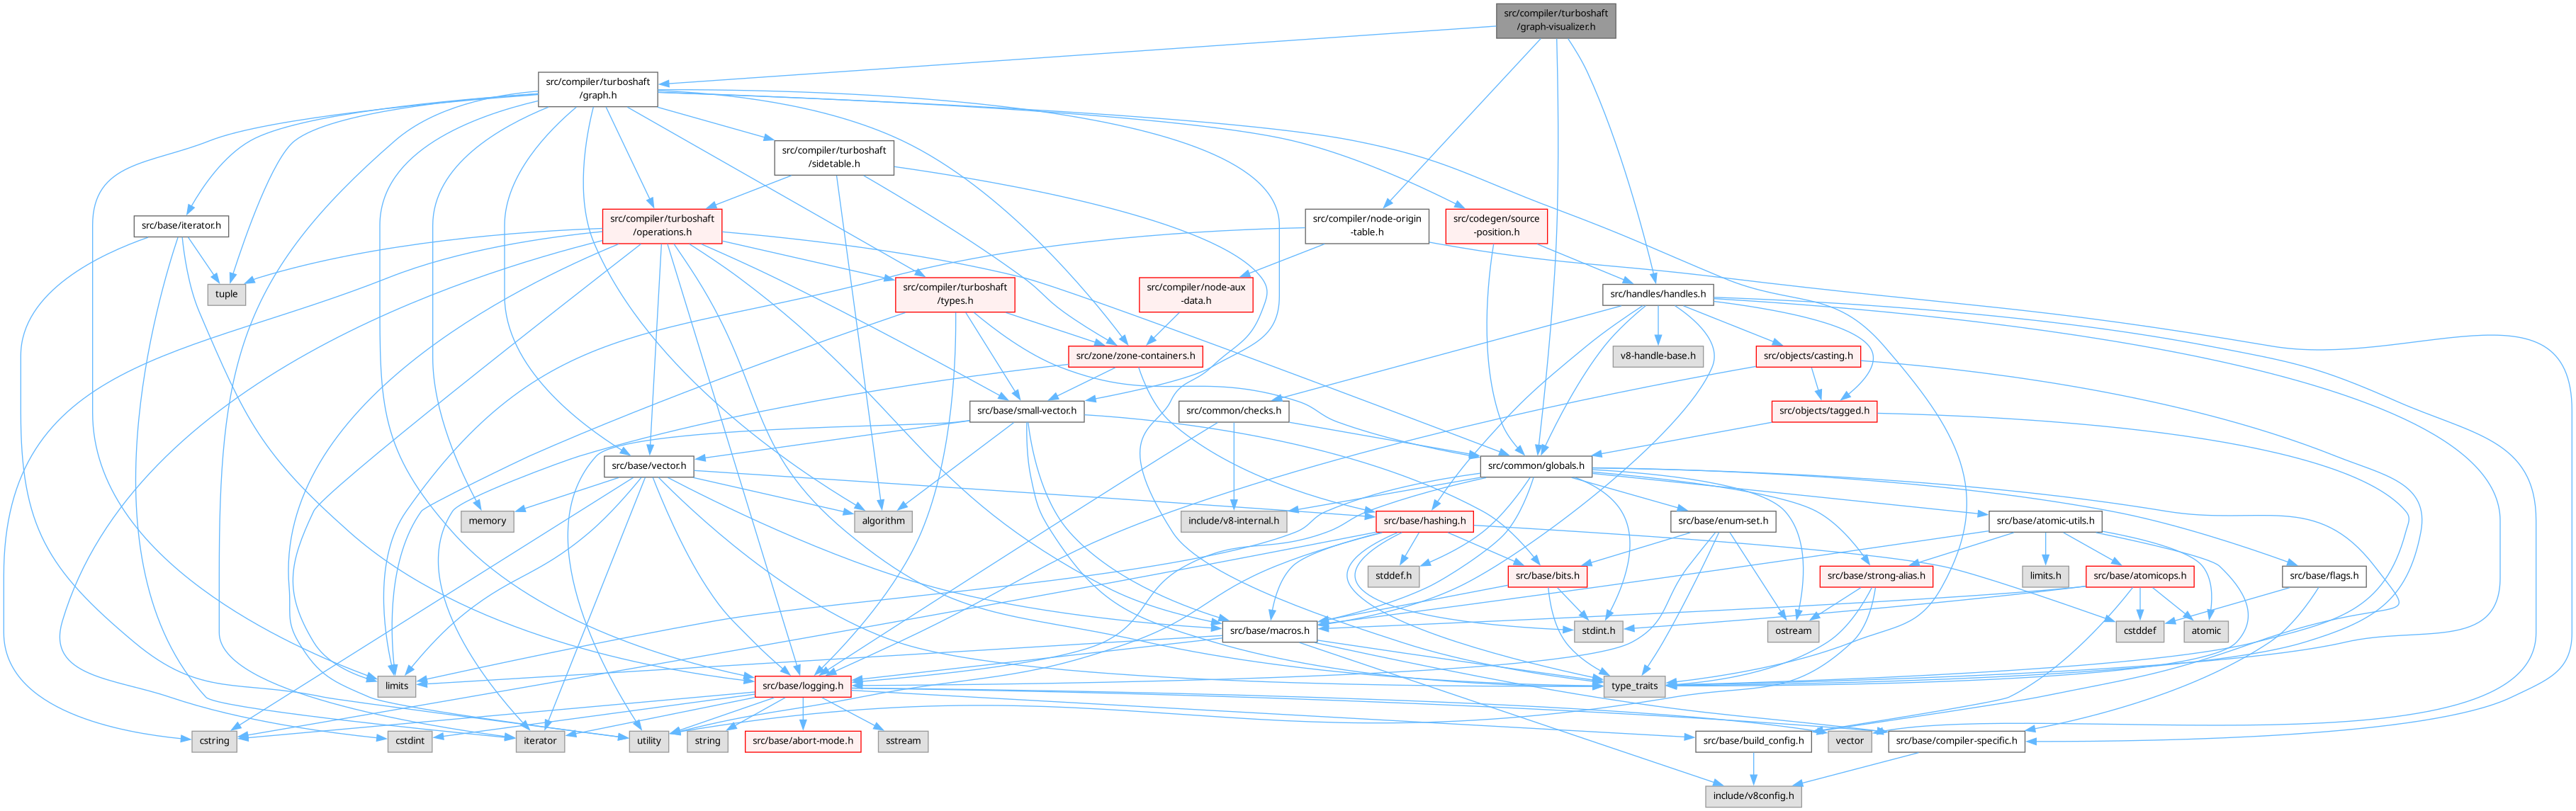 src/compiler/turboshaft
/graph-visualizer.h
src/compiler/turboshaft
/graph.h
src/compiler/turboshaft
/sidetable.h
src/base/iterator.h
src/compiler/turboshaft
/operations.h
src/compiler/node-origin
-table.h
src/codegen/source
-position.h
tuple
src/compiler/turboshaft
/types.h
src/compiler/node-aux
-data.h
src/handles/handles.h
src/zone/zone-containers.h
v8-handle-base.h
src/objects/casting.h
src/base/small-vector.h
src/common/checks.h
src/objects/tagged.h
src/base/vector.h
src/common/globals.h
memory
algorithm
include/v8-internal.h
src/base/hashing.h
src/base/enum-set.h
src/base/atomic-utils.h
stddef.h
src/base/bits.h
src/base/strong-alias.h
limits.h
src/base/atomicops.h
src/base/flags.h
src/base/macros.h
stdint.h
ostream
cstddef
atomic
limits
src/base/logging.h
type_traits
cstring
cstdint
iterator
utility
string
src/base/abort-mode.h
sstream
src/base/build_config.h
vector
src/base/compiler-specific.h
include/v8config.h